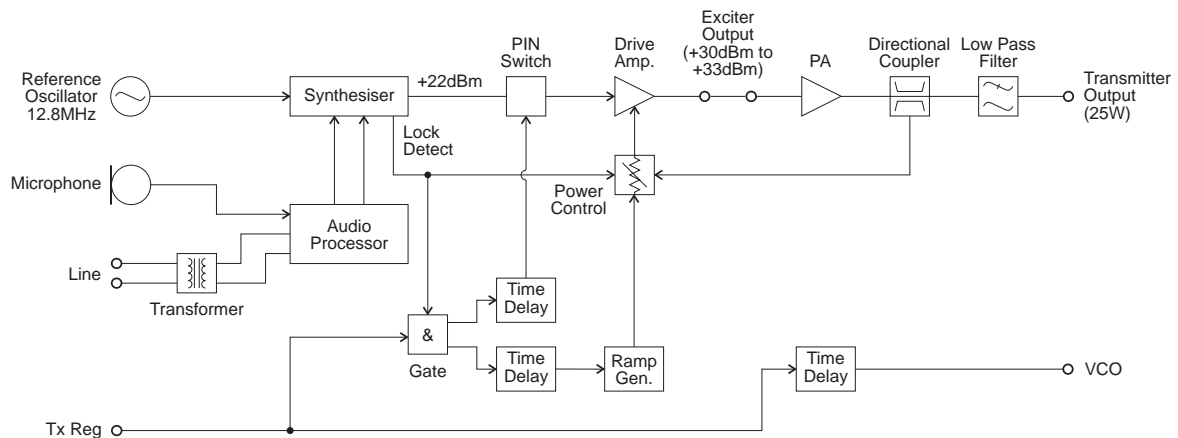 Reference
Oscillator
12.8MHz
Synthesiser
+22dBm
PIN
Switch
Drive
Amp.
Exciter
Output
(+30dBm to
+33dBm)
PA
Directional
Coupler
Low Pass
Filter
Transmitter
Output
(25W)
Lock
Detect
Microphone
Audio
Processor
Power
Control
Line
Transformer
Time
Delay
&
Gate
Time
Delay
Ramp
Gen.
Time
Delay
VCO
Tx Reg